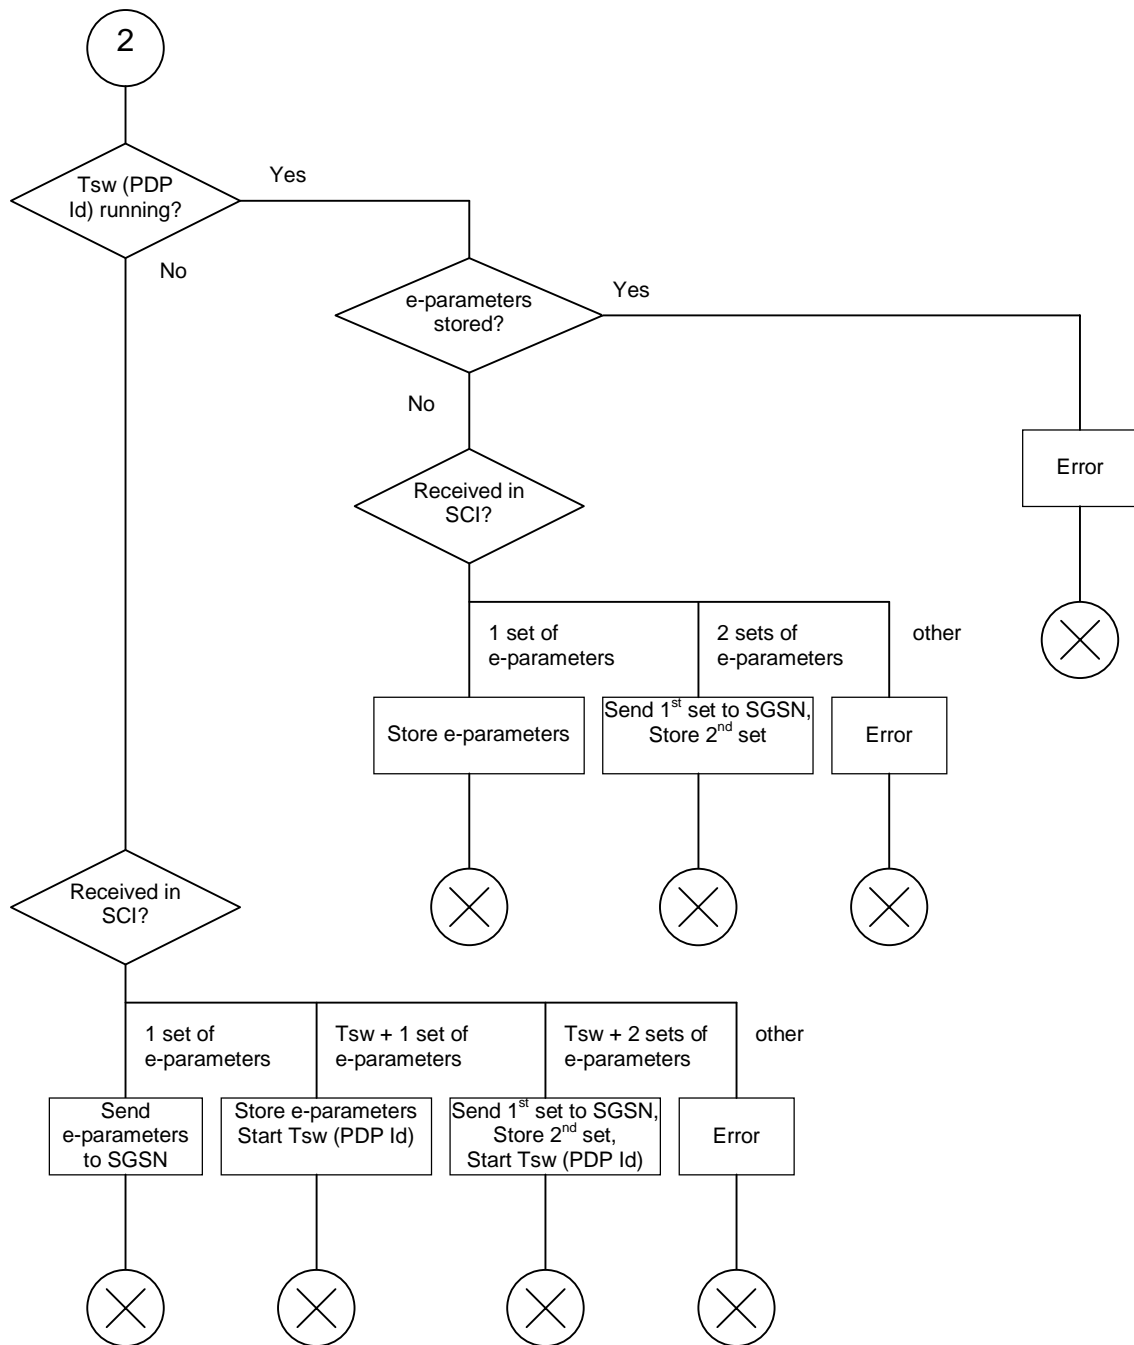 2
Tsw (PDP
Id) running?
Yes
No
e-parameters
stored?
Yes
No
Error
Received in
SCI?
1 set of
e-parameters
2 sets of
e-parameters
other
Store e-parameters
Send 1st set to SGSN,
Store 2nd set
Error
Received in
SCI?
1 set of
e-parameters
Tsw + 1 set of
e-parameters
Tsw + 2 sets of
e-parameters
other
Send
e-parameters
to SGSN
Store e-parameters
Start Tsw (PDP Id)
Send 1st set to SGSN,
Store 2nd set,
Start Tsw (PDP Id)
Error